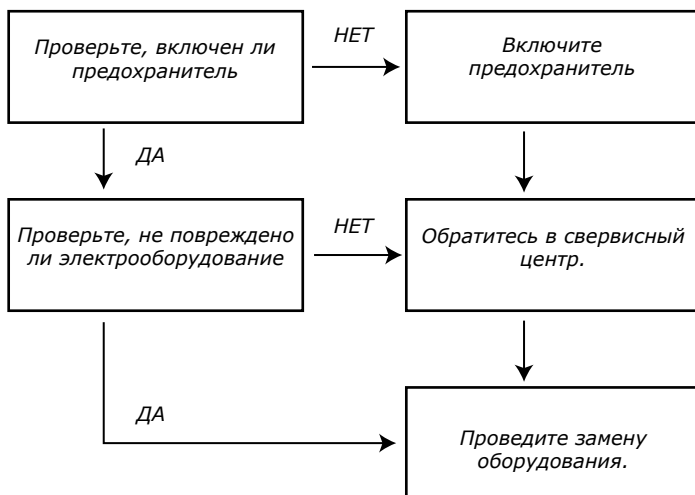 Проверьте, включен ли
предохранитель
НЕТ
Включите
предохранитель
ДА
Проверьте, не повреждено
ли электрооборудование
НЕТ
Обратитесь в свервисный
центр.
ДА
Проведите замену
оборудования.